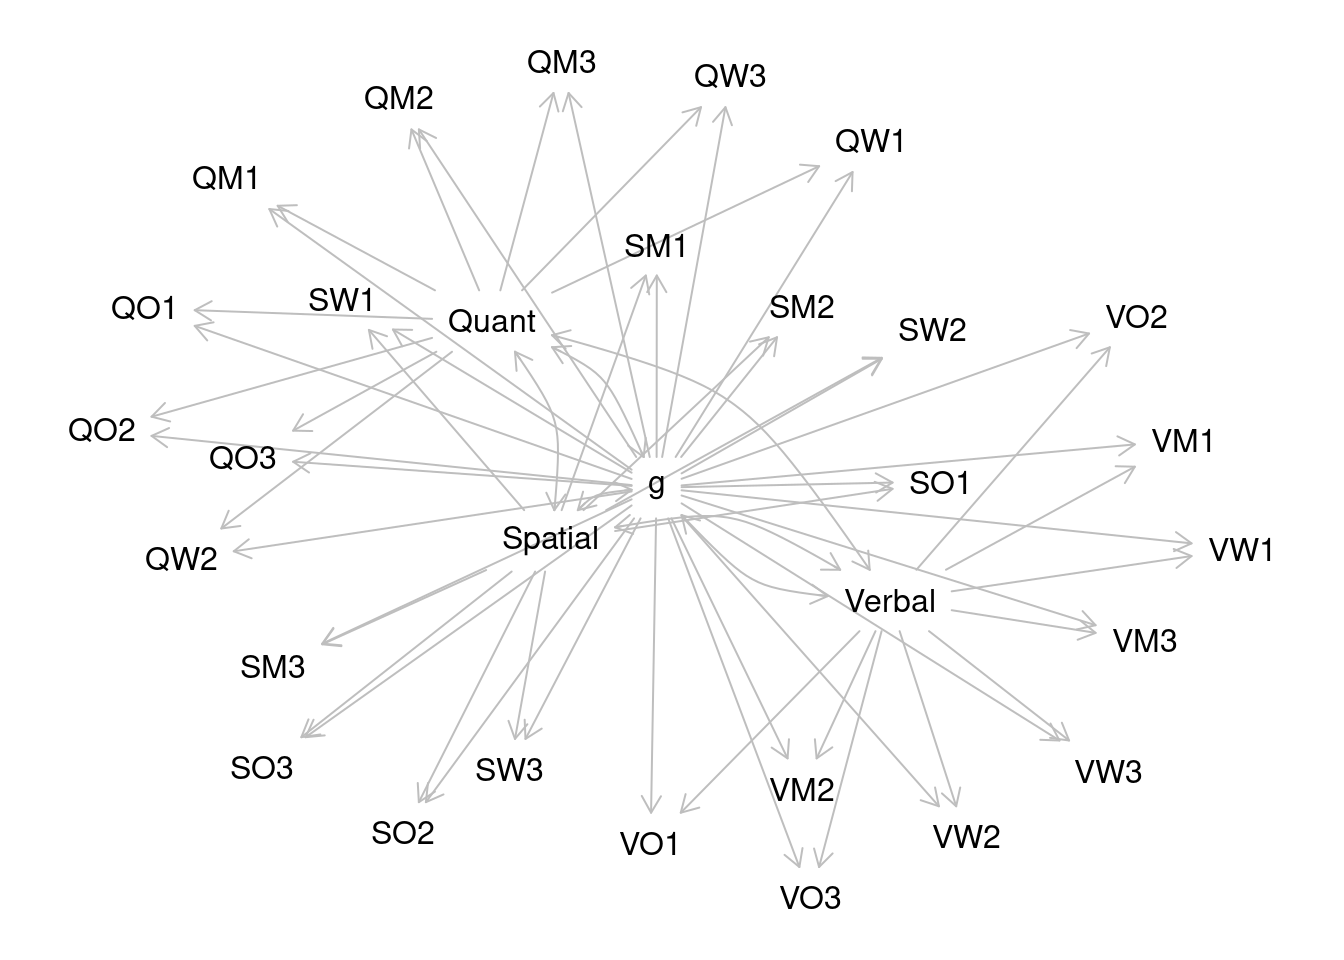 QM3
QW3
QM2
QW1
QM1
SM1
SW1
QO1
SM2
VO2
Quant
SW2
QO2
VM1
QO3
g
SO1
Spatial
QW2
VW1
Verbal
VM3
SM3
SO3
SW3
VW3
VM2
SO2
VW2
VO1
VO3